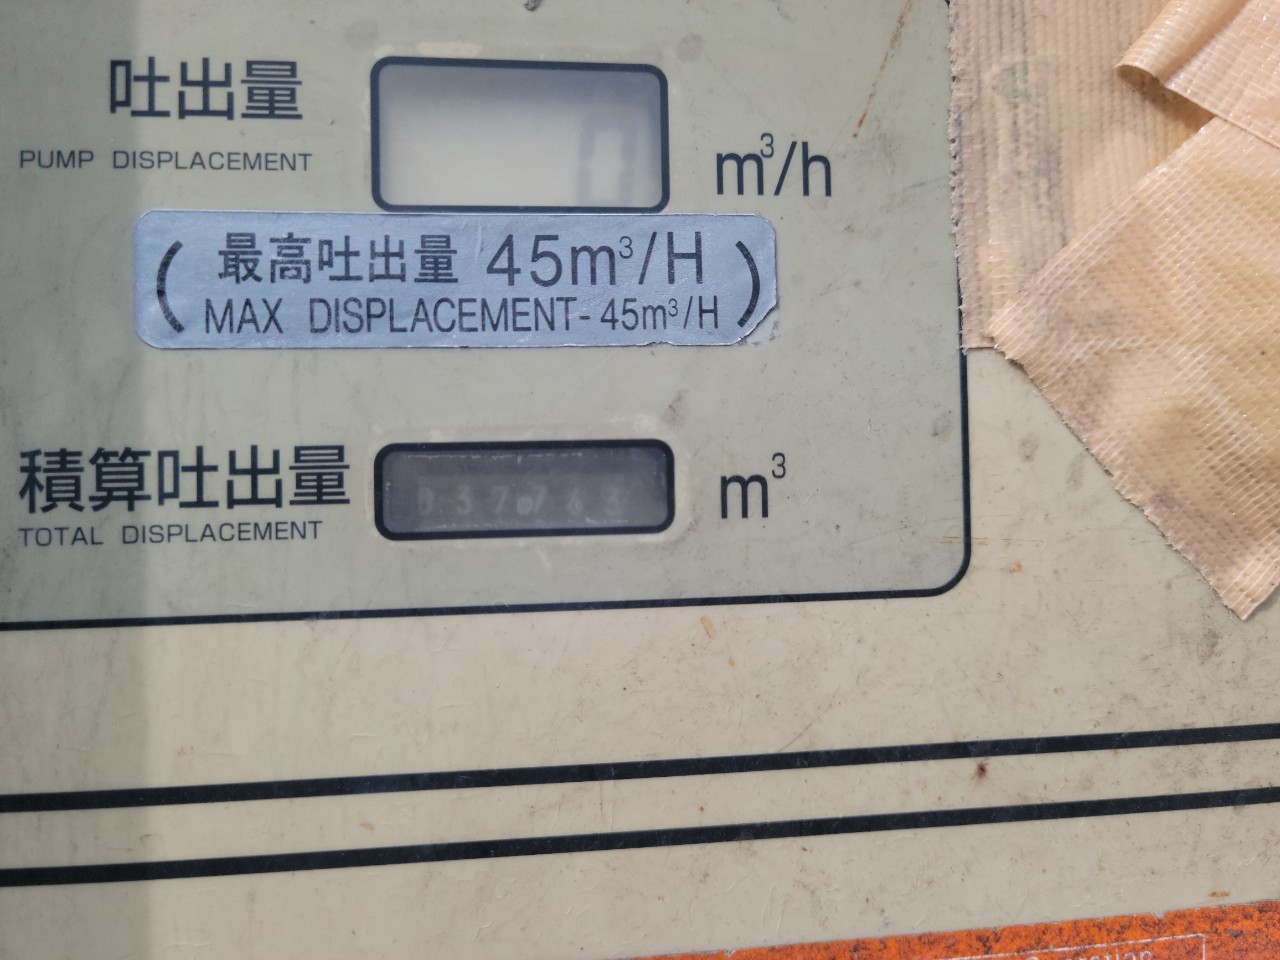 吐出量
PUMP DISPLACEMENT
0
m³/h
(最高吐出量 45m³/H
MAX DISPLACEMENT-45m³/H)
積算吐出量
TOTAL DISPLACEMENT
m³